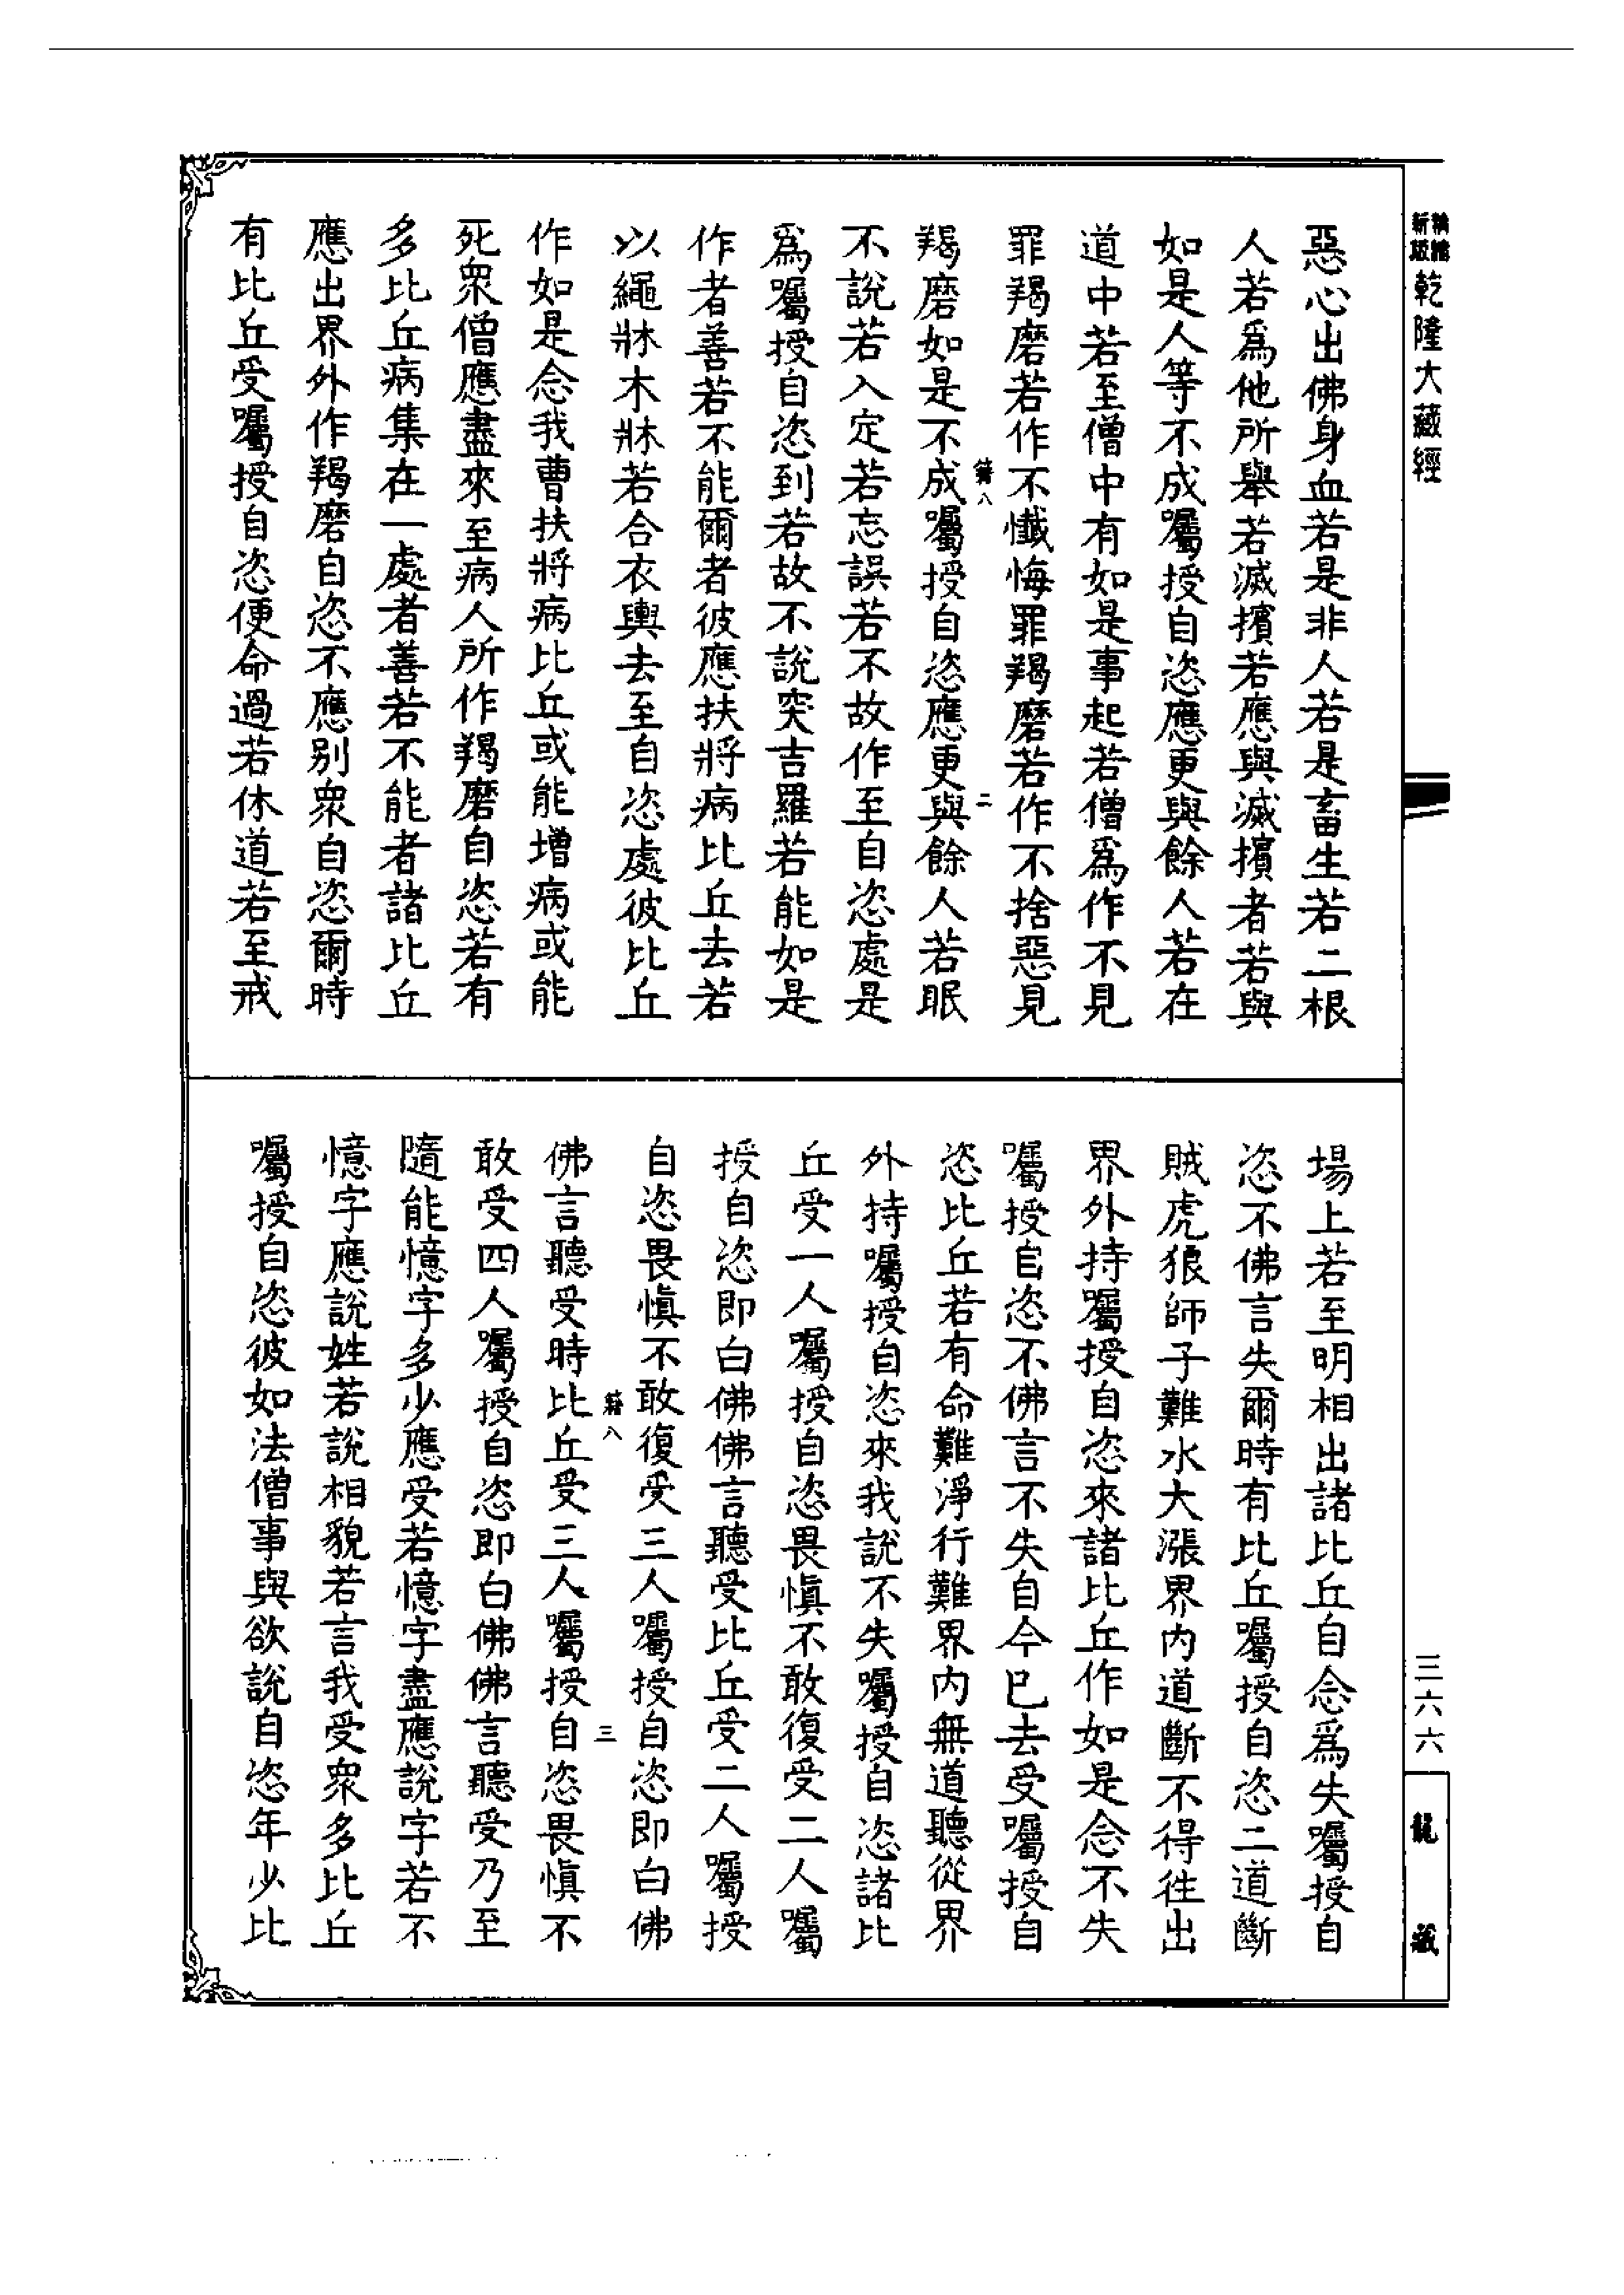 新編縮版乾隆大藏經
惡心出佛身血若是非人若是畜生若二根
人若爲他所舉若滅擯若應與滅擯者若與
如是人等不成囑授自恣應更與餘人若在
道中若至僧中有如是事起若僧爲作不見
罪羯磨若作不懺悔罪羯磨若作不捨惡見
籍八 二
羯磨如是不成囑授自恣應更與餘人若眠
不說若入定若忘誤若不故作至自恣處是
爲囑授自恣到若故不說突吉羅若能如是
作者善若不能爾者彼應扶將病比丘去若
以繩牀木牀若合衣輿去至自恣處彼比丘
作如是念我曹扶將病比丘或能增病或能
死衆僧應盡來至病人所作羯磨自恣若有
多比丘病集在一處者善若不能者諸比丘
應出界外作羯磨自恣不應別衆自恣爾時
有比丘受囑授自恣便命過若休道若至戒
場上若至明相出諸比丘自念爲失囑授自
恣不佛言失爾時有比丘囑授自恣二道斷
賊虎狼師子難水大漲界內道斷不得往出
界外持囑授自恣來諸比丘作如是念不失
囑授自恣不佛言不失自今已去受囑授自
恣比丘若有命難淨行難界內無道聽從界
外持囑授自恣來我說不失囑授自恣諸比
丘受一人囑授自恣畏慎不敢復受二人囑
授自恣即白佛佛言聽受比丘受二人囑授
自恣畏慎不敢復受三人囑授自恣即白佛
籍八 三
佛言聽受時比丘受三人囑授自恣畏慎不
敢受四人囑授自恣即白佛佛言聽受乃至
隨能憶字多少應受若憶字盡應說字若不
憶字應說姓若說相貌若言我受衆多比丘
囑授自恣彼如法僧事與欲說自恣年少比
三六六
龍藏